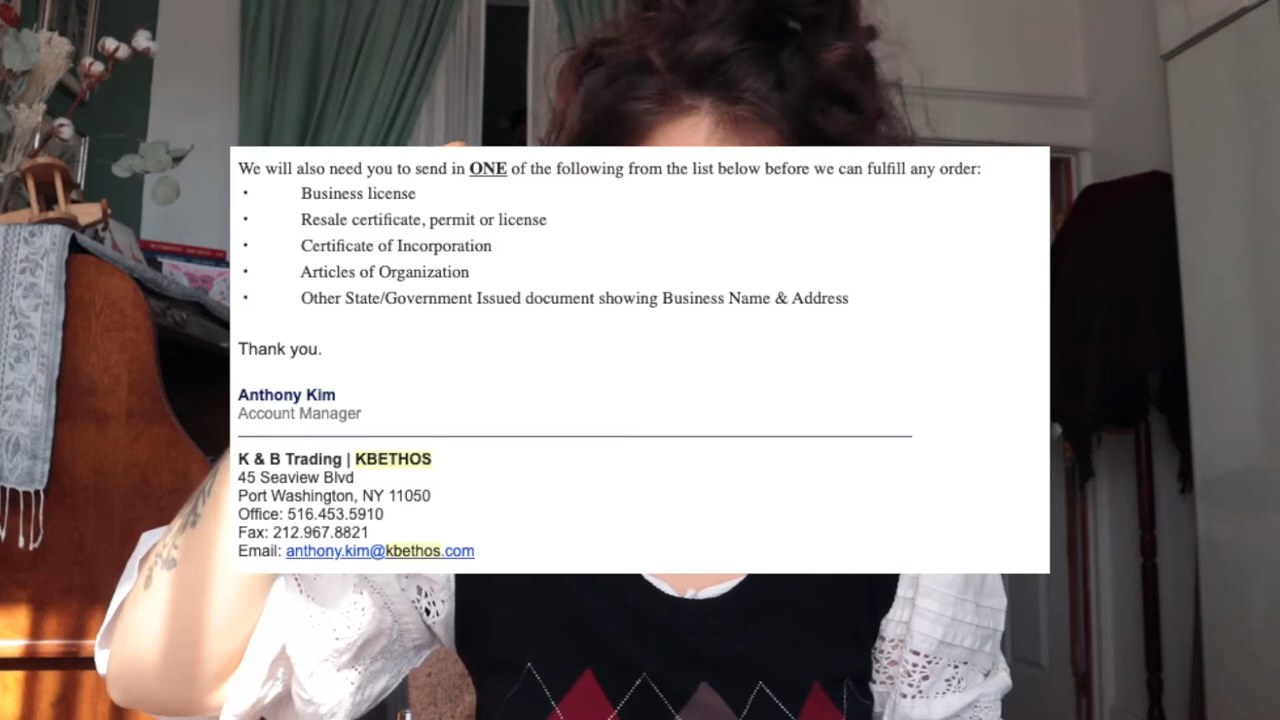 We will also need you to send in ONE of the following from the list below before we can fulfill any order:
• Business license
• Resale certificate, permit or license
• Certificate of Incorporation
• Articles of Organization
• Other State/Government Issued document showing Business Name & Address
Thank you.
Anthony Kim
Account Manager
K & B Trading | KBETHOS
45 Seaview Blvd
Port Washington, NY 11050
Office: 516.453.5910
Fax: 212.967.8821
Email: anthony.kim@kbethos.com